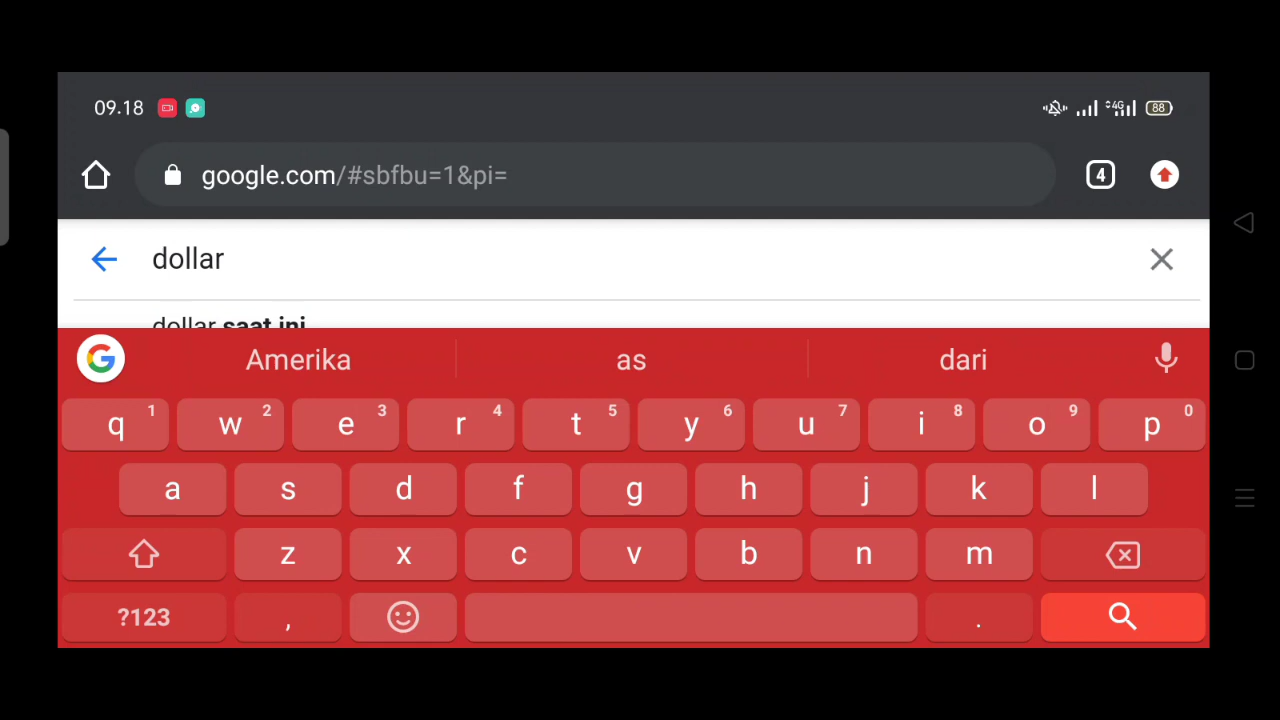 09.18 4G 88
google.com/#sbfbu=1&pi= 4
dollar
dollar saat ini
G Amerika as dari
q 1 w 2 e 3 r 4 t 5 y 6 u 7 i 8 o 9 p 0
a s d f g h j k l
z x c v b n m
?123 , .